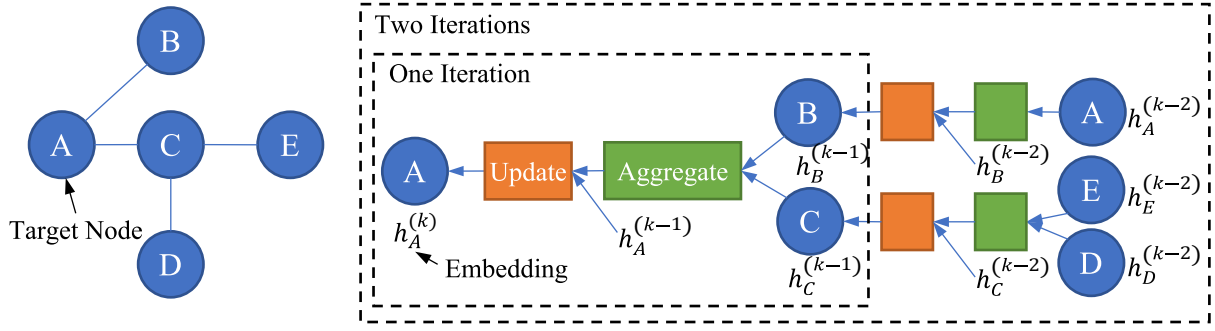 B
A
C
E
Target Node
D
Two Iterations
One Iteration
A
h_A^{(k)}
Embedding
Update
h_A^{(k-1)}
Aggregate
B
h_B^{(k-1)}
C
h_C^{(k-1)}
h_B^{(k-2)}
A
h_A^{(k-2)}
E
h_E^{(k-2)}
h_C^{(k-2)}
D
h_D^{(k-2)}